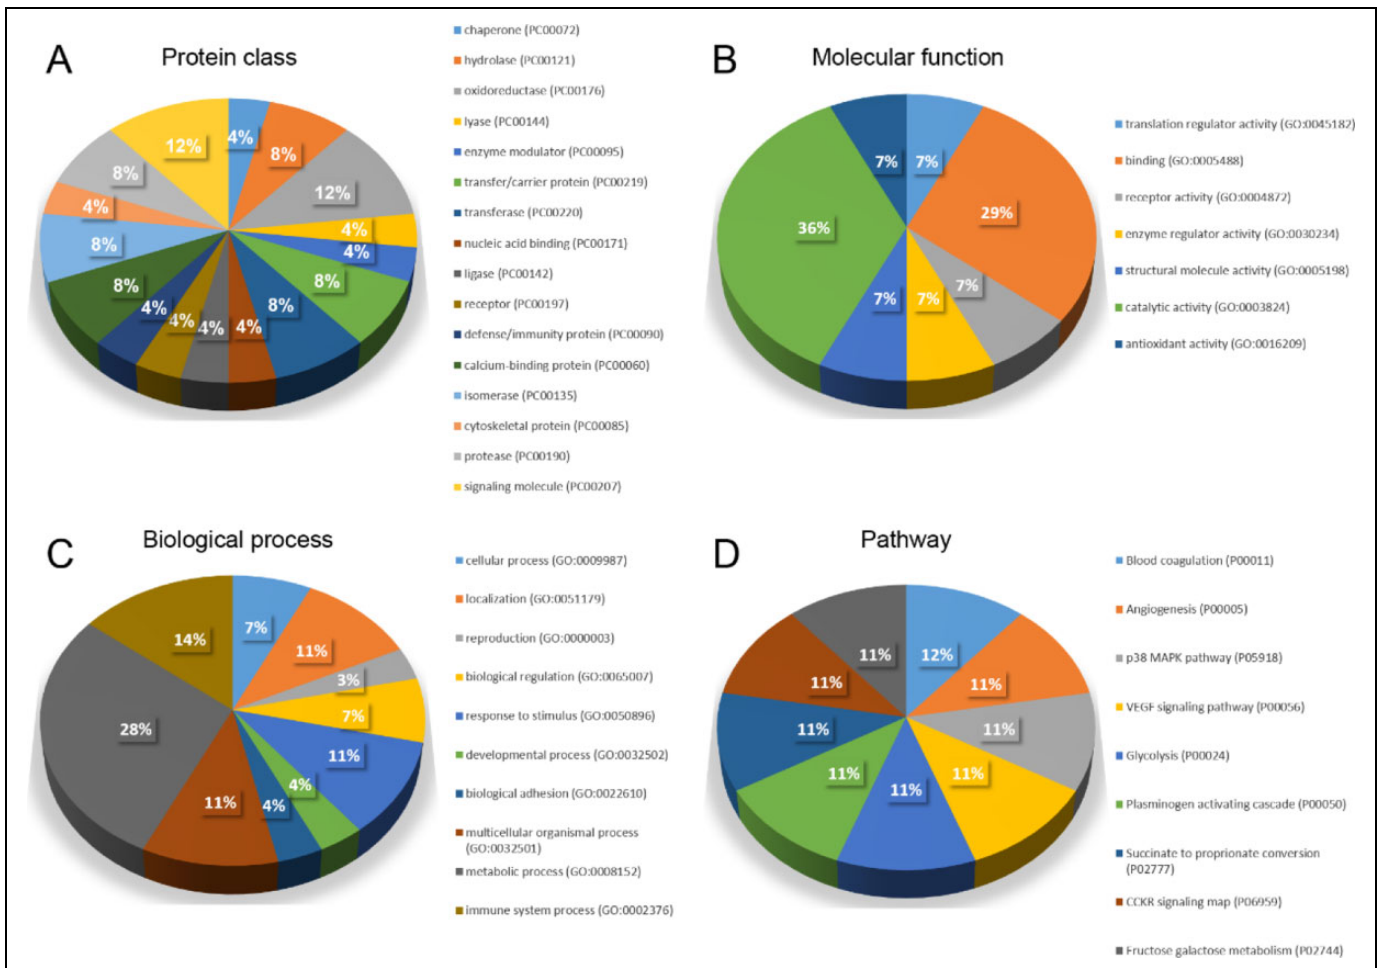 A
Protein class
4%
8%
12%
4%
4%
8%
8%
4%
4%
4%
4%
8%
8%
4%
8%
12%
chaperone (PC00072)
hydrolase (PC00121)
oxidoreductase (PC00176)
lyase (PC00144)
enzyme modulator (PC00095)
transfer/carrier protein (PC00219)
transferase (PC00220)
nucleic acid binding (PC00171)
ligase (PC00142)
receptor (PC00197)
defense/immunity protein (PC00090)
calcium-binding protein (PC00060)
isomerase (PC00135)
cytoskeletal protein (PC00085)
protease (PC00190)
signaling molecule (PC00207)
B
Molecular function
7%
29%
7%
7%
7%
36%
7%
translation regulator activity (GO:0045182)
binding (GO:0005488)
receptor activity (GO:0004872)
enzyme regulator activity (GO:0030234)
structural molecule activity (GO:0005198)
catalytic activity (GO:0003824)
antioxidant activity (GO:0016209)
C
Biological process
7%
11%
3%
7%
11%
4%
4%
11%
28%
14%
cellular process (GO:0009987)
localization (GO:0051179)
reproduction (GO:0000003)
biological regulation (GO:0065007)
response to stimulus (GO:0050896)
developmental process (GO:0032502)
biological adhesion (GO:0022610)
multicellular organismal process
(GO:0032501)
metabolic process (GO:0008152)
immune system process (GO:0002376)
D
Pathway
12%
11%
11%
11%
11%
11%
11%
11%
11%
Blood coagulation (P00011)
Angiogenesis (P00005)
p38 MAPK pathway (P05918)
VEGF signaling pathway (P00056)
Glycolysis (P00024)
Plasminogen activating cascade (P00050)
Succinate to proprionate conversion
(P02777)
CCKR signaling map (P06959)
Fructose galactose metabolism (P02744)